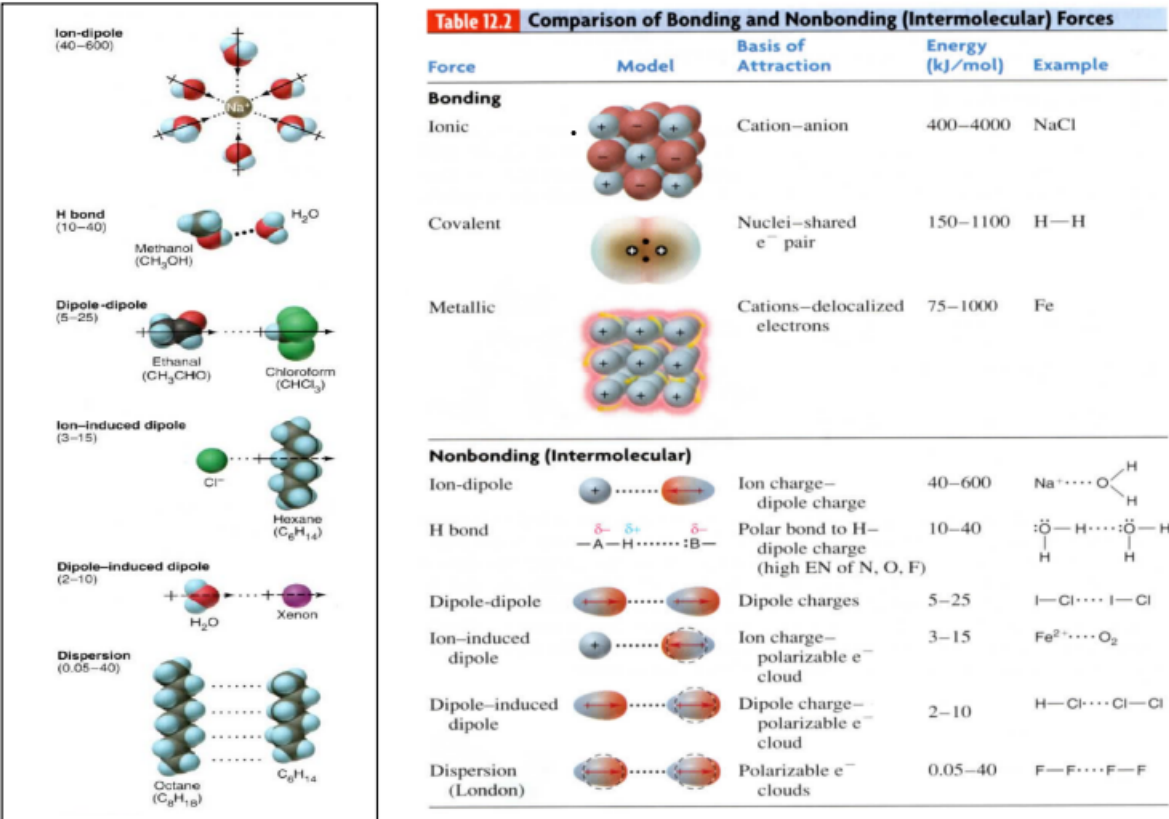 Ion-dipole
(40–600)
Na⁺
H bond
(10–40)
H₂O
Methanol
(CH₃OH)
Dipole-dipole
(5–25)
Ethanal
(CH₃CHO)
Chloroform
(CHCl₃)
Ion–induced dipole
(3–15)
Cl⁻
Hexane
(C₆H₁₄)
Dipole–induced dipole
(2–10)
H₂O
Xenon
Dispersion
(0.05–40)
Octane
(C₈H₁₈)
C₆H₁₄
Table 12.2 Comparison of Bonding and Nonbonding (Intermolecular) Forces
Force Model Basis of Attraction Energy (kJ/mol) Example
Bonding
Ionic + − + − + − + − + Cation–anion 400–4000 NaCl
Covalent + + Nuclei–shared 150–1100 H—H
e⁻ pair
Metallic + + + + + + + + + Cations–delocalized 75–1000 Fe
electrons
Nonbonding (Intermolecular)
Ion-dipole + Ion charge– 40–600 Na⁺·····O H H
dipole charge
H bond δ− δ+ δ− —A—H······:B— Polar bond to H– 10–40 :Ö—H·····:Ö—H
dipole charge H H
(high EN of N, O, F)
Dipole-dipole Dipole charges 5–25 I—Cl····I—Cl
Ion–induced + Ion charge– 3–15 Fe²⁺····O₂
dipole polarizable e⁻
cloud
Dipole–induced Dipole charge– 2–10 H—Cl····Cl—Cl
dipole polarizable e⁻
cloud
Dispersion Polarizable e⁻ 0.05–40 F—F····F—F
(London) clouds